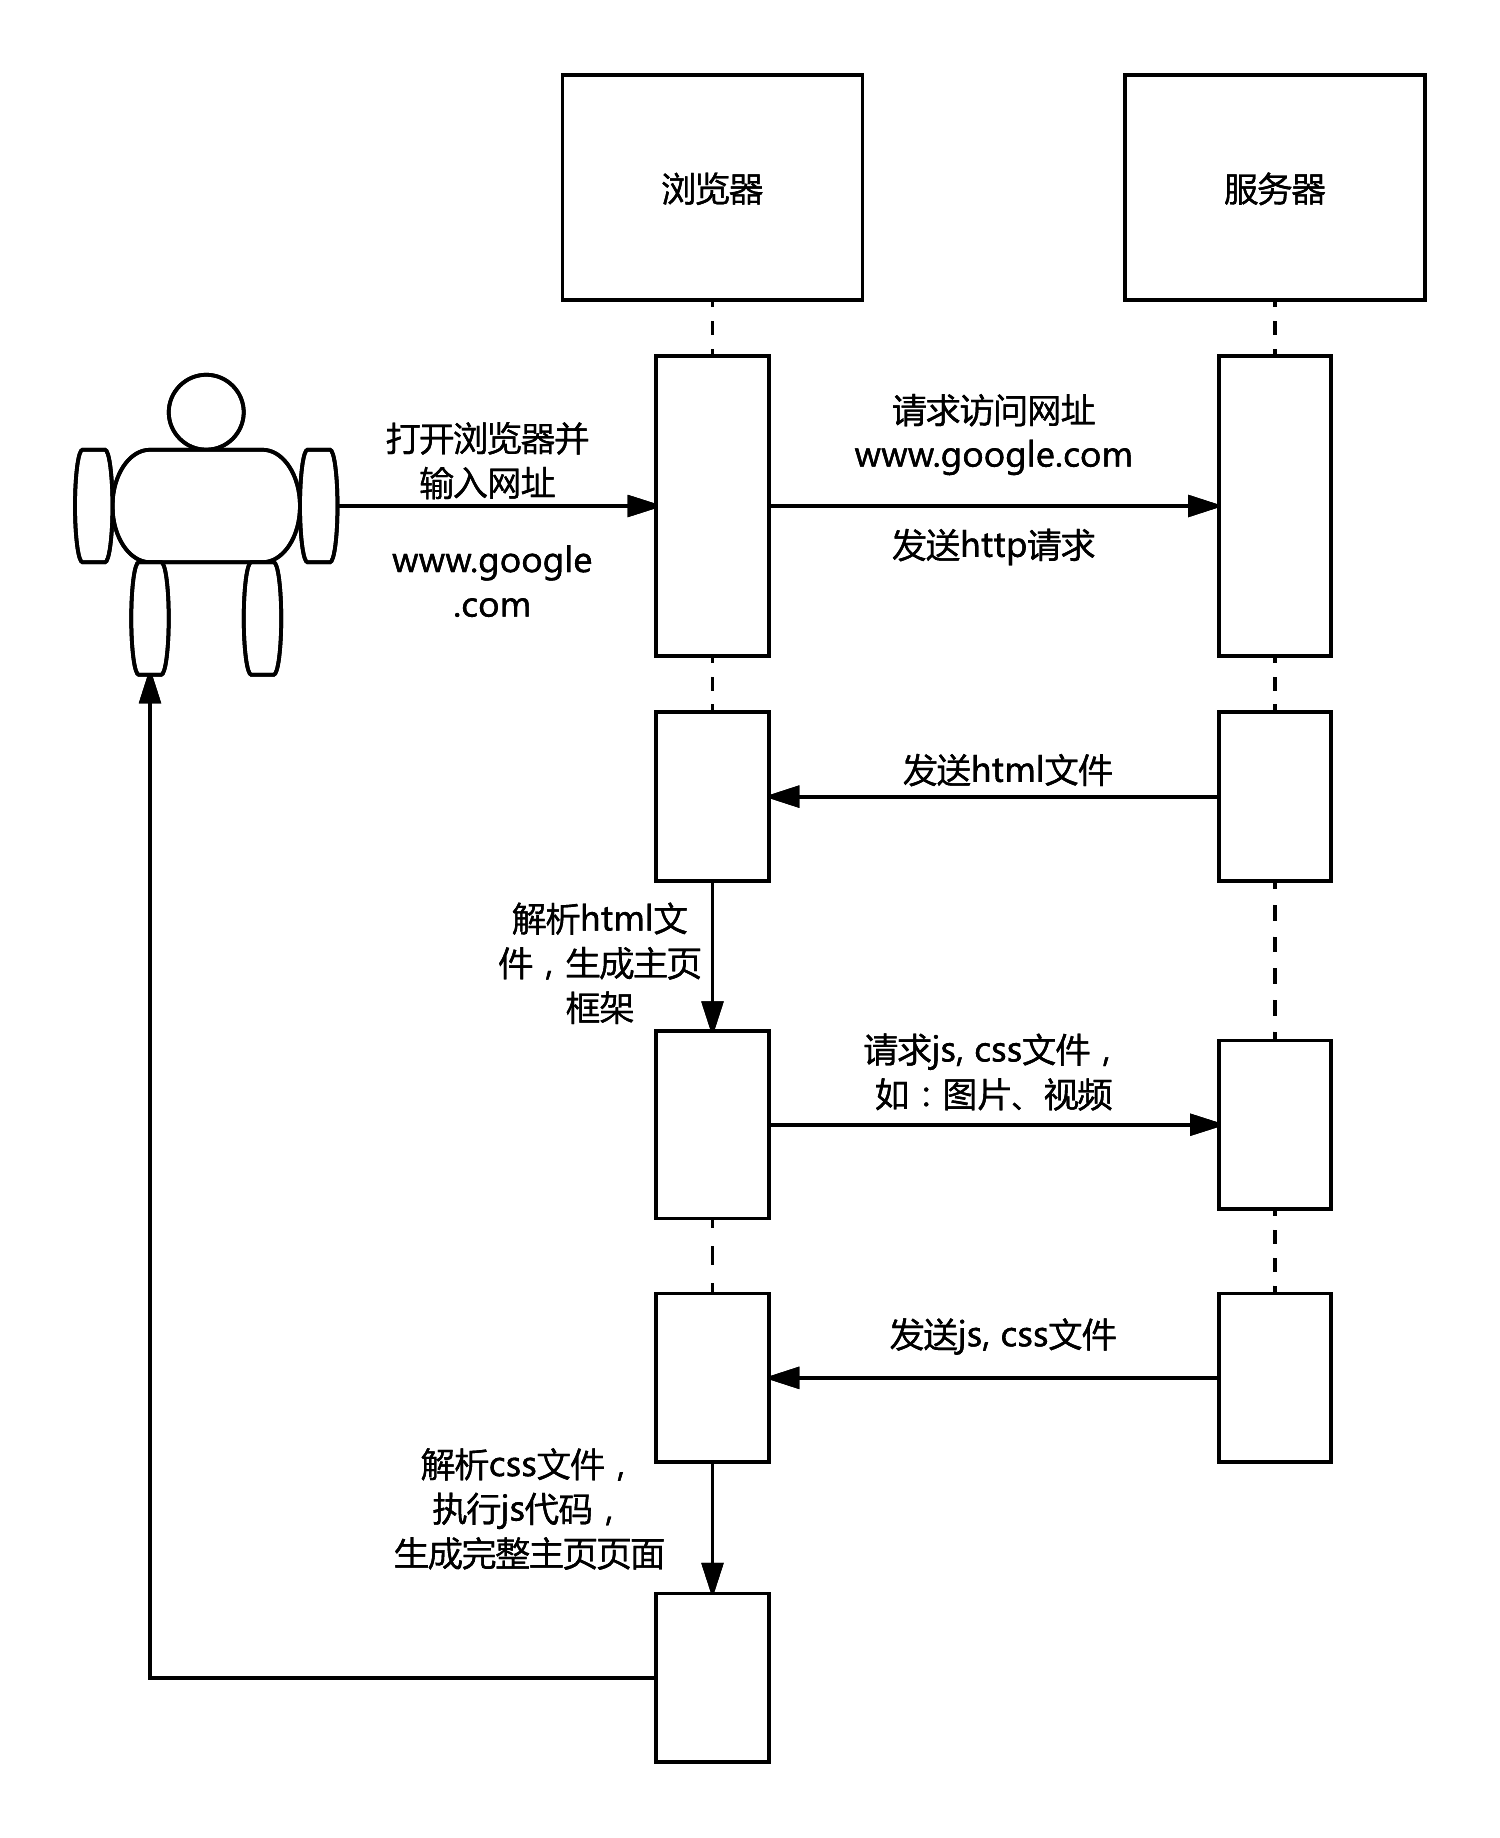 浏览器
服务器
打开浏览器并
输入网址
www.google
.com
请求访问网址
www.google.com
发送http请求
发送html文件
解析html文
件，生成主页
框架
请求js, css文件，
如：图片、视频
发送js, css文件
解析css文件，
执行js代码，
生成完整主页页面